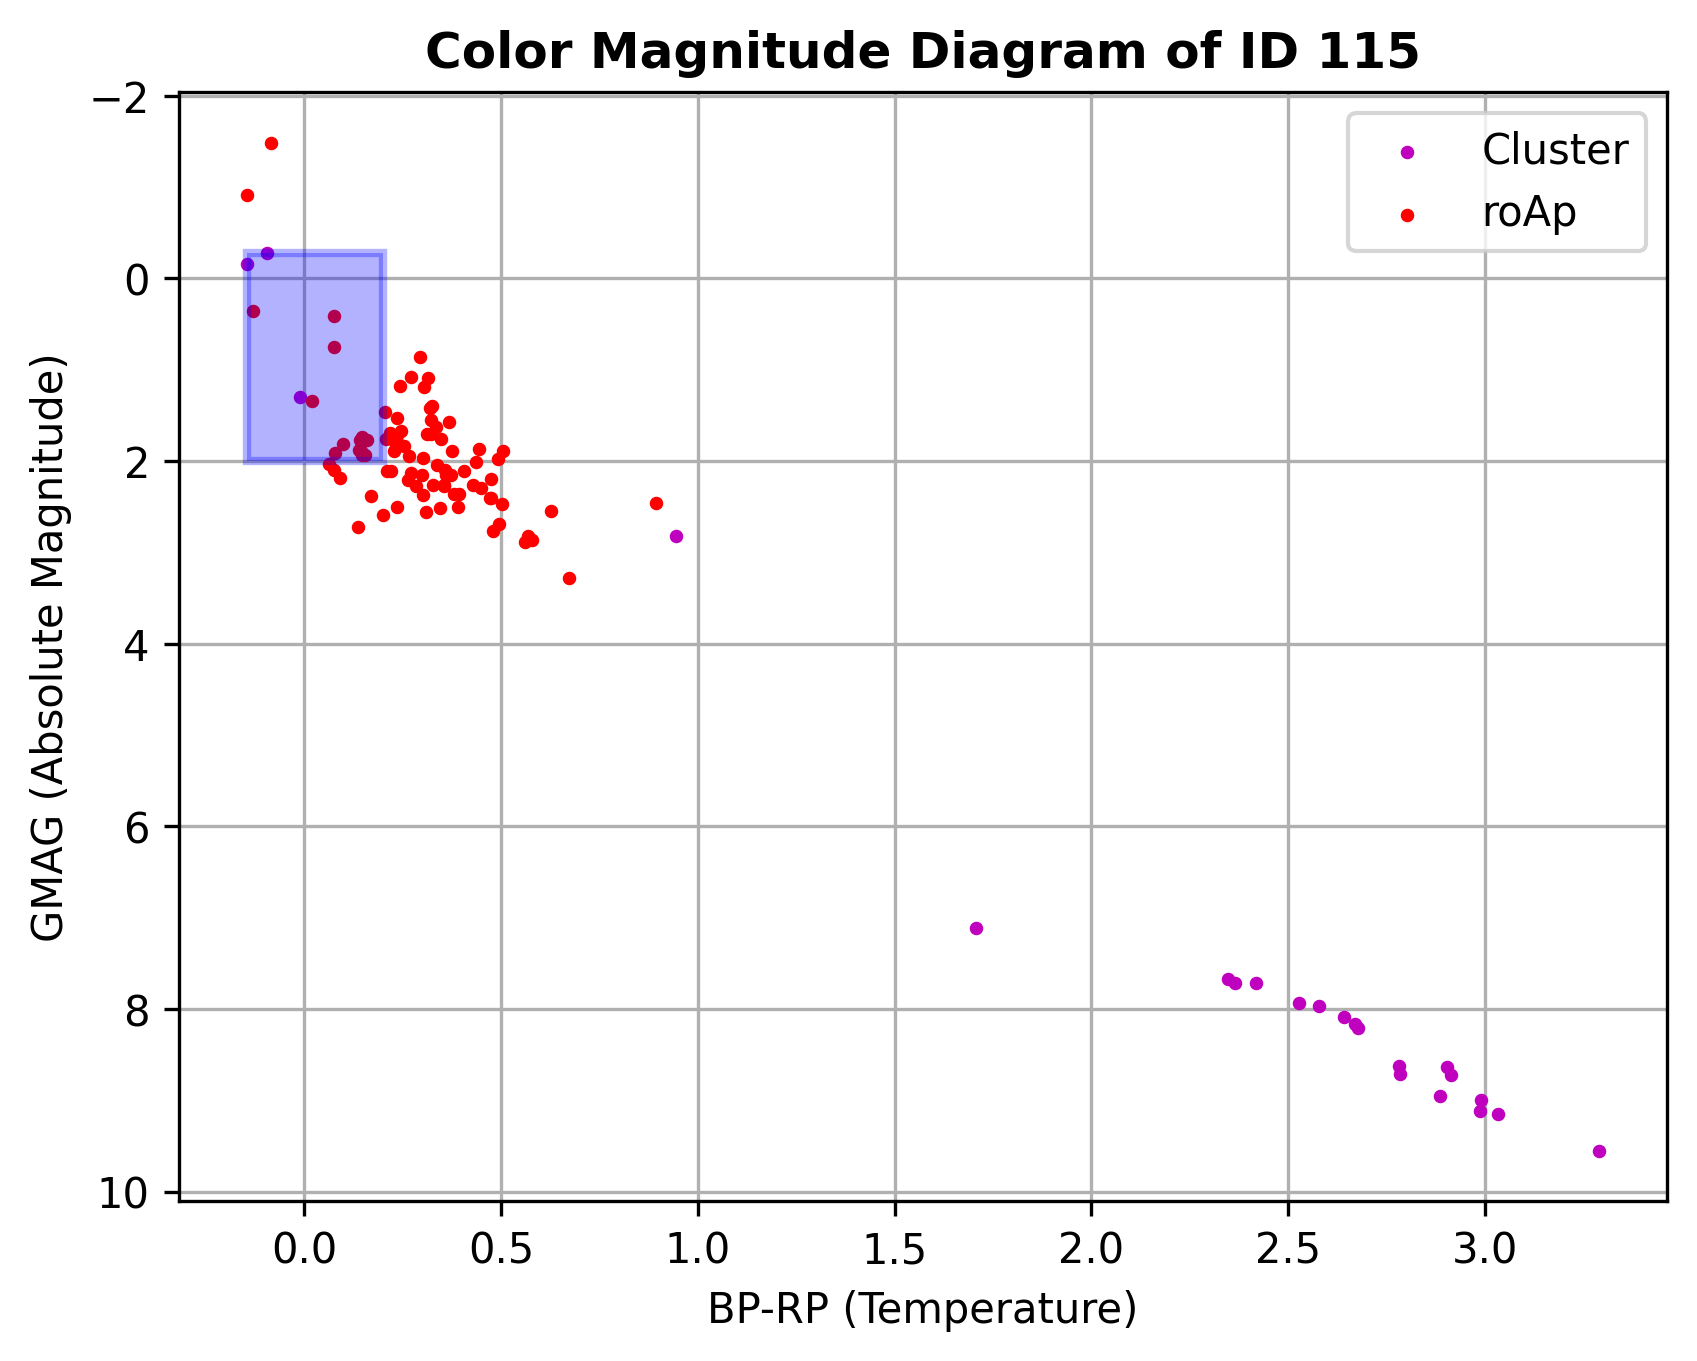 Color Magnitude Diagram of ID 115
Cluster
roAp
GMAG (Absolute Magnitude)
−2
0
2
4
6
8
10
0.0 0.5 1.0 1.5 2.0 2.5 3.0
BP-RP (Temperature)